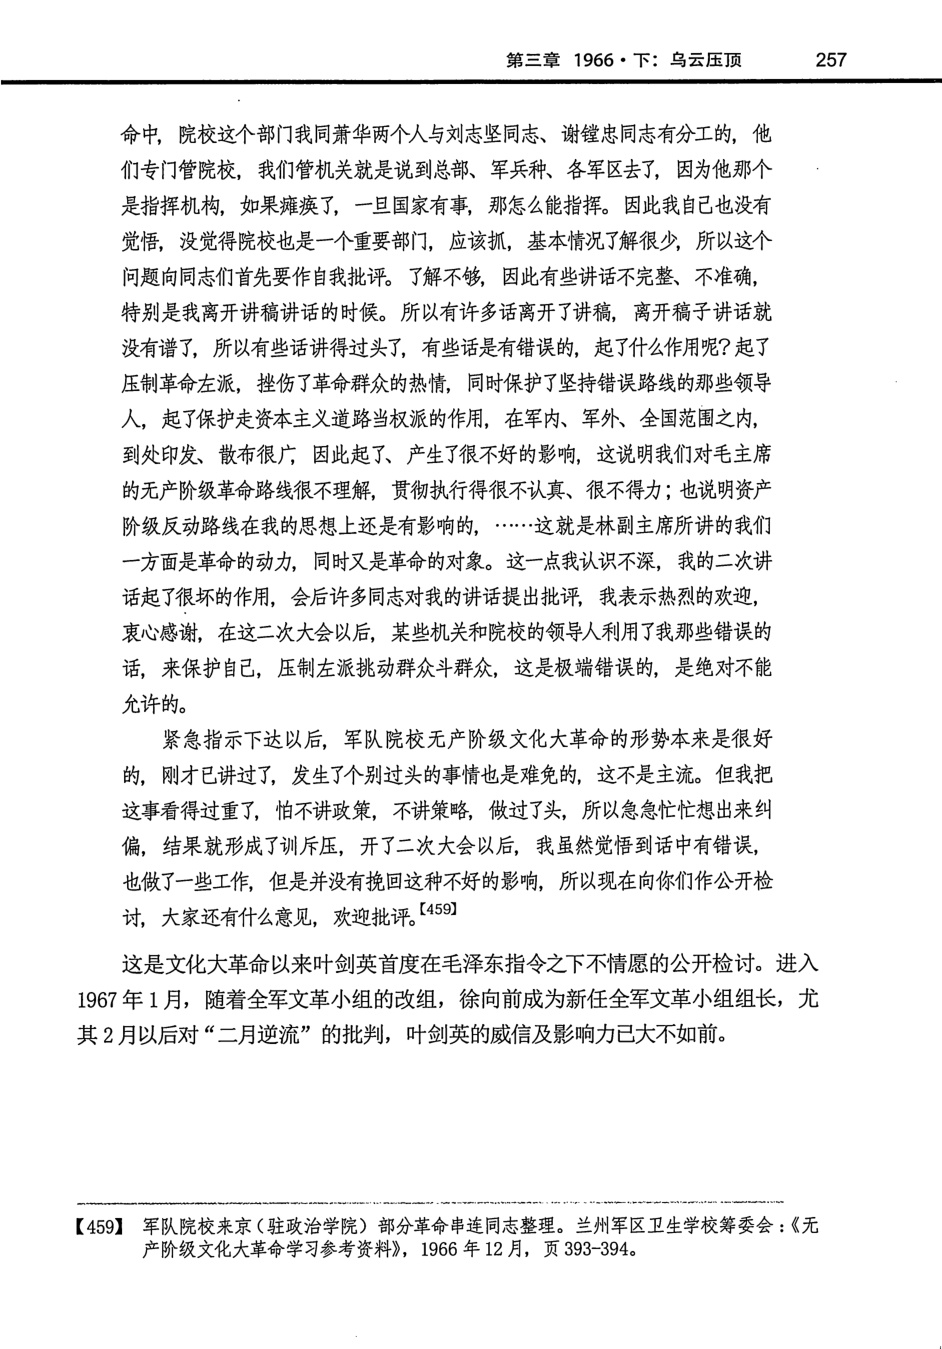 第三章 1966·下：乌云压顶 257
命中，院校这个部门我同萧华两个人与刘志坚同志、谢镗忠同志有分工的，他
们专门管院校，我们管机关就是说到总部、军兵种、各军区去了，因为他那个
是指挥机构，如果瘫痪了，一旦国家有事，那怎么能指挥。因此我自己也没有
觉悟，没觉得院校也是一个重要部门，应该抓，基本情况了解很少，所以这个
问题向同志们首先要作自我批评。了解不够，因此有些讲话不完整、不准确，
特别是我离开讲稿讲话的时候。所以有许多话离开了讲稿，离开稿子讲话就
没有谱了，所以有些话讲得过头了，有些话是有错误的，起了什么作用呢？起了
压制革命左派，挫伤了革命群众的热情，同时保护了坚持错误路线的那些领导
人，起了保护走资本主义道路当权派的作用，在军内、军外、全国范围之内，
到处印发、散布很广，因此起了、产生了很不好的影响，这说明我们对毛主席
的无产阶级革命路线很不理解，贯彻执行得很不认真、很不得力；也说明资产
阶级反动路线在我的思想上还是有影响的，……这就是林副主席所讲的我们
一方面是革命的动力，同时又是革命的对象。这一点我认识不深，我的二次讲
话起了很坏的作用，会后许多同志对我的讲话提出批评，我表示热烈的欢迎，
衷心感谢，在这二次大会以后，某些机关和院校的领导人利用了我那些错误的
话，来保护自己，压制左派挑动群众斗群众，这是极端错误的，是绝对不能
允许的。
紧急指示下达以后，军队院校无产阶级文化大革命的形势本来是很好
的，刚才已讲过了，发生了个别过头的事情也是难免的，这不是主流。但我把
这事看得过重了，怕不讲政策，不讲策略，做过了头，所以急急忙忙想出来纠
偏，结果就形成了训斥压，开了二次大会以后，我虽然觉悟到话中有错误，
也做了一些工作，但是并没有挽回这种不好的影响，所以现在向你们作公开检
讨，大家还有什么意见，欢迎批评。【459】
这是文化大革命以来叶剑英首度在毛泽东指令之下不情愿的公开检讨。进入
1967年1月，随着全军文革小组的改组，徐向前成为新任全军文革小组组长，尤
其2月以后对“二月逆流”的批判，叶剑英的威信及影响力已大不如前。
【459】 军队院校来京（驻政治学院）部分革命串连同志整理。兰州军区卫生学校筹委会：《无
产阶级文化大革命学习参考资料》，1966年12月，页393-394。